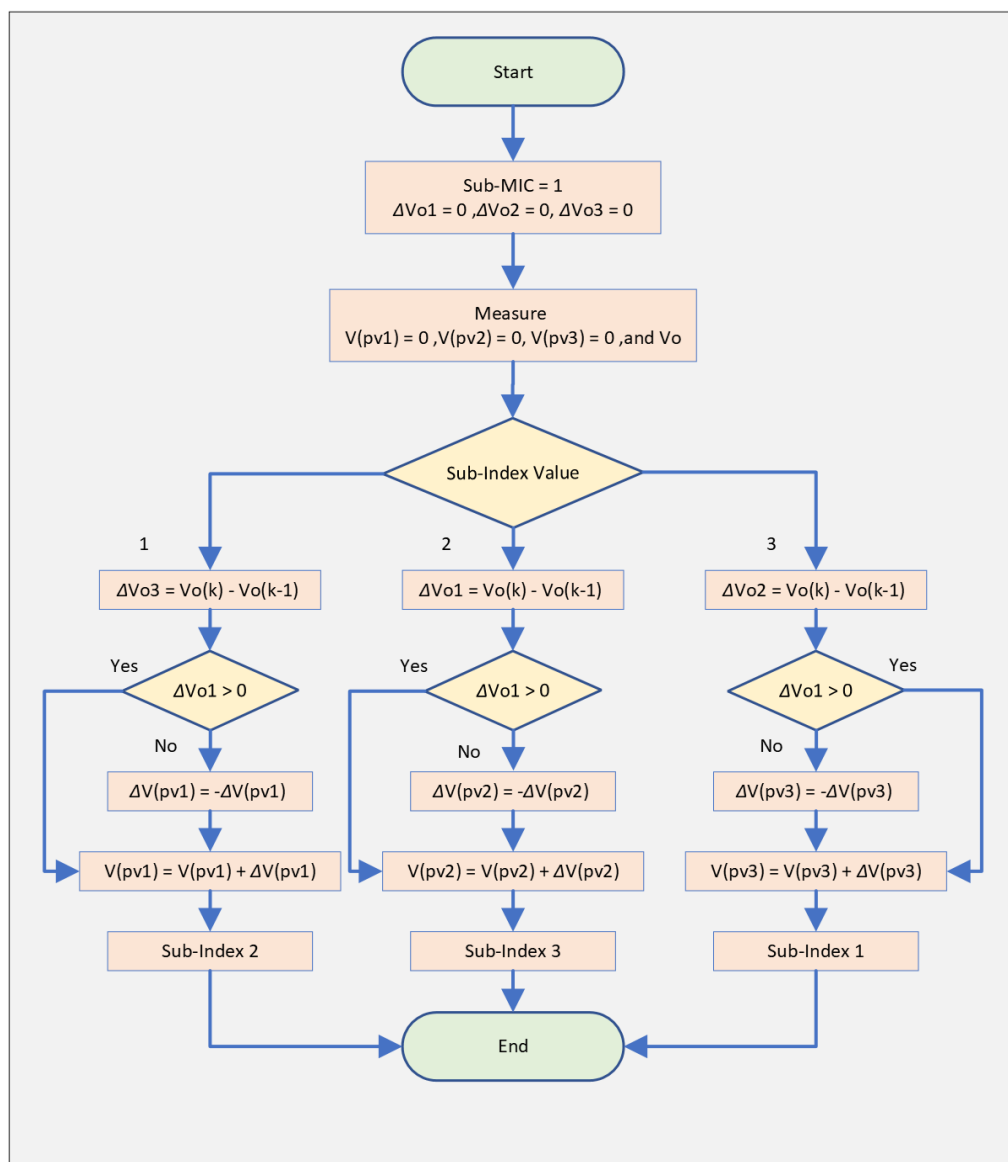 Start
Sub-MIC = 1
ΔVo1 = 0 ,ΔVo2 = 0, ΔVo3 = 0
Measure
V(pv1) = 0 ,V(pv2) = 0, V(pv3) = 0 ,and Vo
Sub-Index Value
1
2
3
ΔVo3 = Vo(k) - Vo(k-1)
ΔVo1 = Vo(k) - Vo(k-1)
ΔVo2 = Vo(k) - Vo(k-1)
Yes
ΔVo1 > 0
Yes
ΔVo1 > 0
Yes
ΔVo1 > 0
No
No
No
ΔV(pv1) = -ΔV(pv1)
ΔV(pv2) = -ΔV(pv2)
ΔV(pv3) = -ΔV(pv3)
V(pv1) = V(pv1) + ΔV(pv1)
V(pv2) = V(pv2) + ΔV(pv2)
V(pv3) = V(pv3) + ΔV(pv3)
Sub-Index 2
Sub-Index 3
Sub-Index 1
End